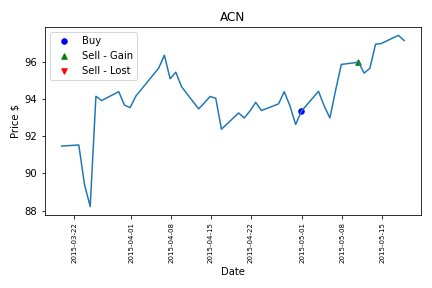 ACN
Buy
Sell - Gain
Sell - Lost
Price $
96
94
92
90
88
2015-03-22
2015-04-01
2015-04-08
2015-04-15
2015-04-22
2015-05-01
2015-05-08
2015-05-15
Date